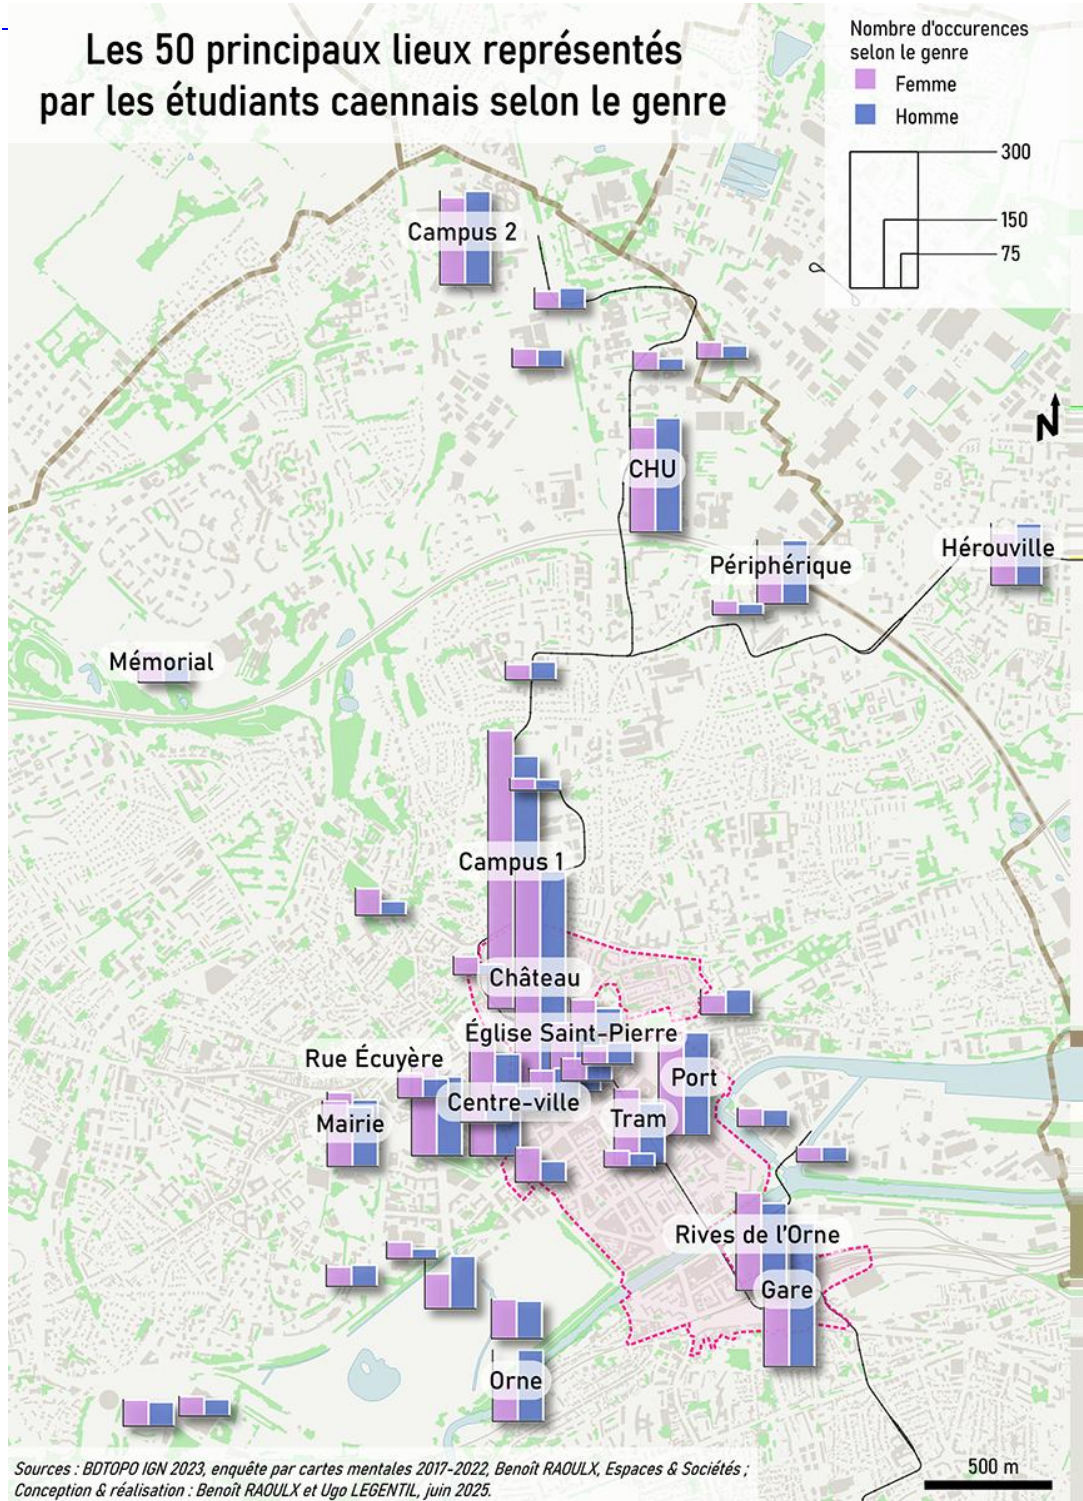 Les 50 principaux lieux représentés
par les étudiants caennais selon le genre
Nombre d'occurences
selon le genre
Femme
Homme
300
150
75
Campus 2
N
CHU
Périphérique
Hérouville
Mémorial
Campus 1
Château
Église Saint-Pierre
Rue Écuyère
Port
Centre-ville
Tram
Mairie
Rives de l'Orne
Gare
Orne
Sources : BDTOPO IGN 2023, enquête par cartes mentales 2017-2022, Benoît RAOULX, Espaces & Sociétés ;
Conception & réalisation : Benoît RAOULX et Ugo LEGENTIL, juin 2025.
500 m